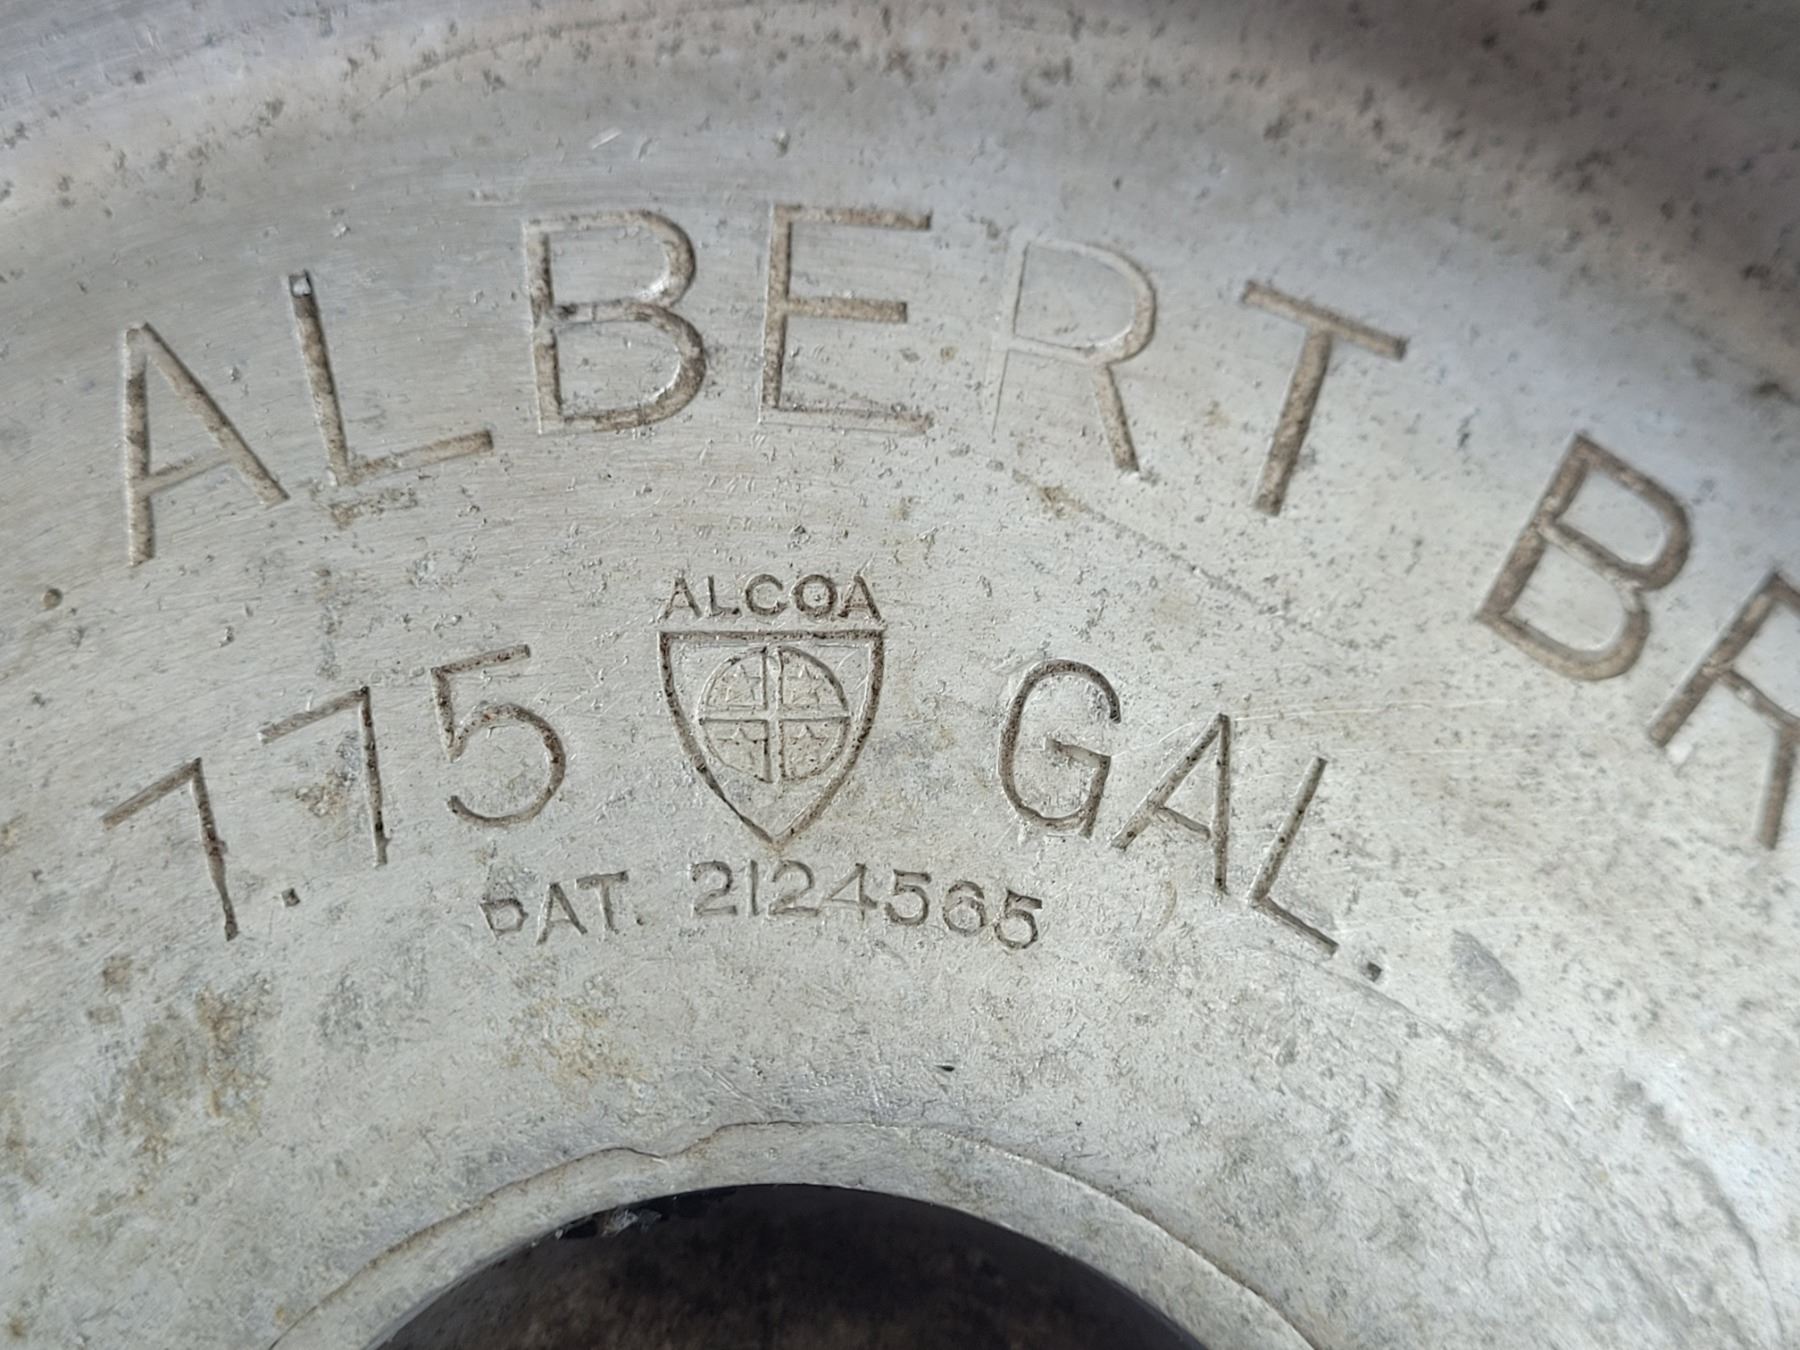 ALBERT BR
ALCOA
7.75 GAL.
PAT. 2124565